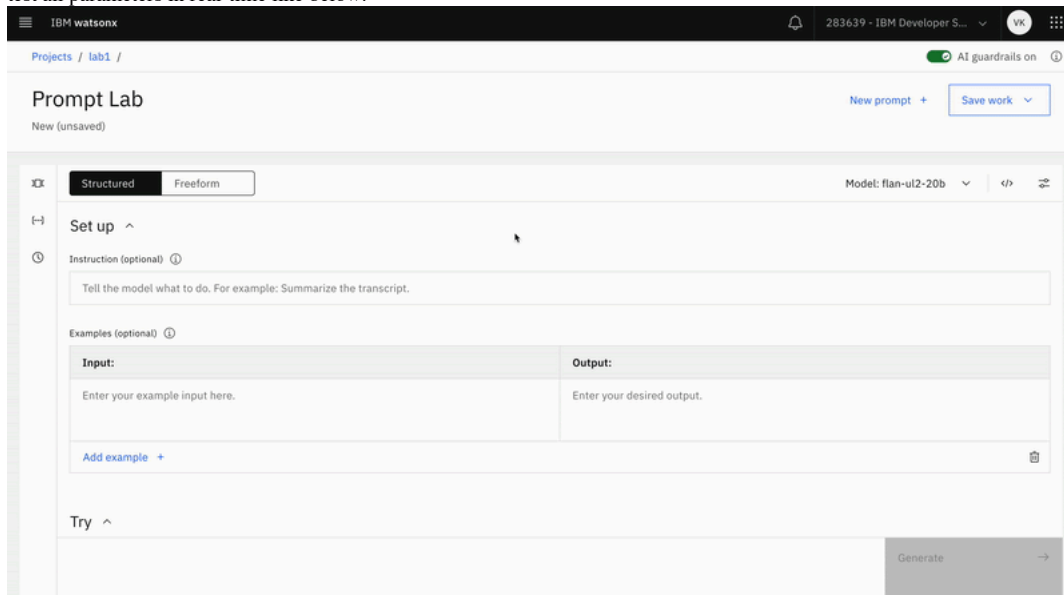 IBM watsonx
283639 - IBM Developer S...
VK
Projects / lab1 /
AI guardrails on
Prompt Lab
New prompt +
Save work
New (unsaved)
Structured
Freeform
Model: flan-ul2-20b
</>
Set up
Instruction (optional)
Tell the model what to do. For example: Summarize the transcript.
Examples (optional)
Input:
Output:
Enter your example input here.
Enter your desired output.
Add example +
Try
Generate